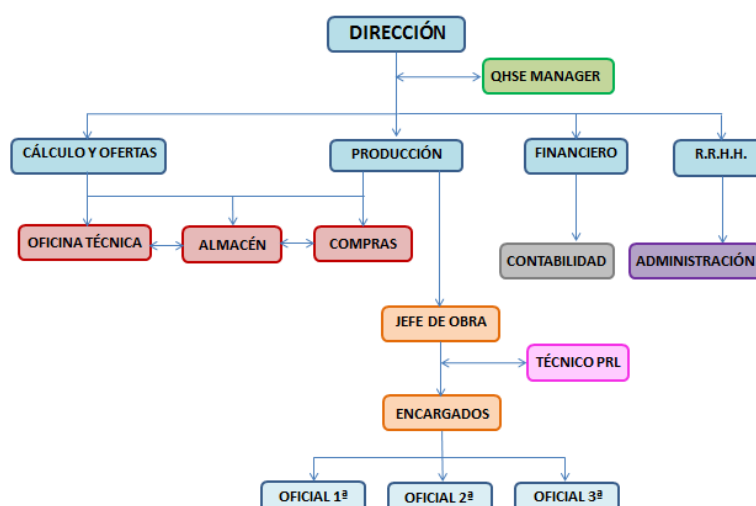 DIRECCIÓN
QHSE MANAGER
CÁLCULO Y OFERTAS
PRODUCCIÓN
FINANCIERO
R.R.H.H.
OFICINA TÉCNICA
ALMACÉN
COMPRAS
CONTABILIDAD
ADMINISTRACIÓN
JEFE DE OBRA
TÉCNICO PRL
ENCARGADOS
OFICIAL 1ª
OFICIAL 2ª
OFICIAL 3ª